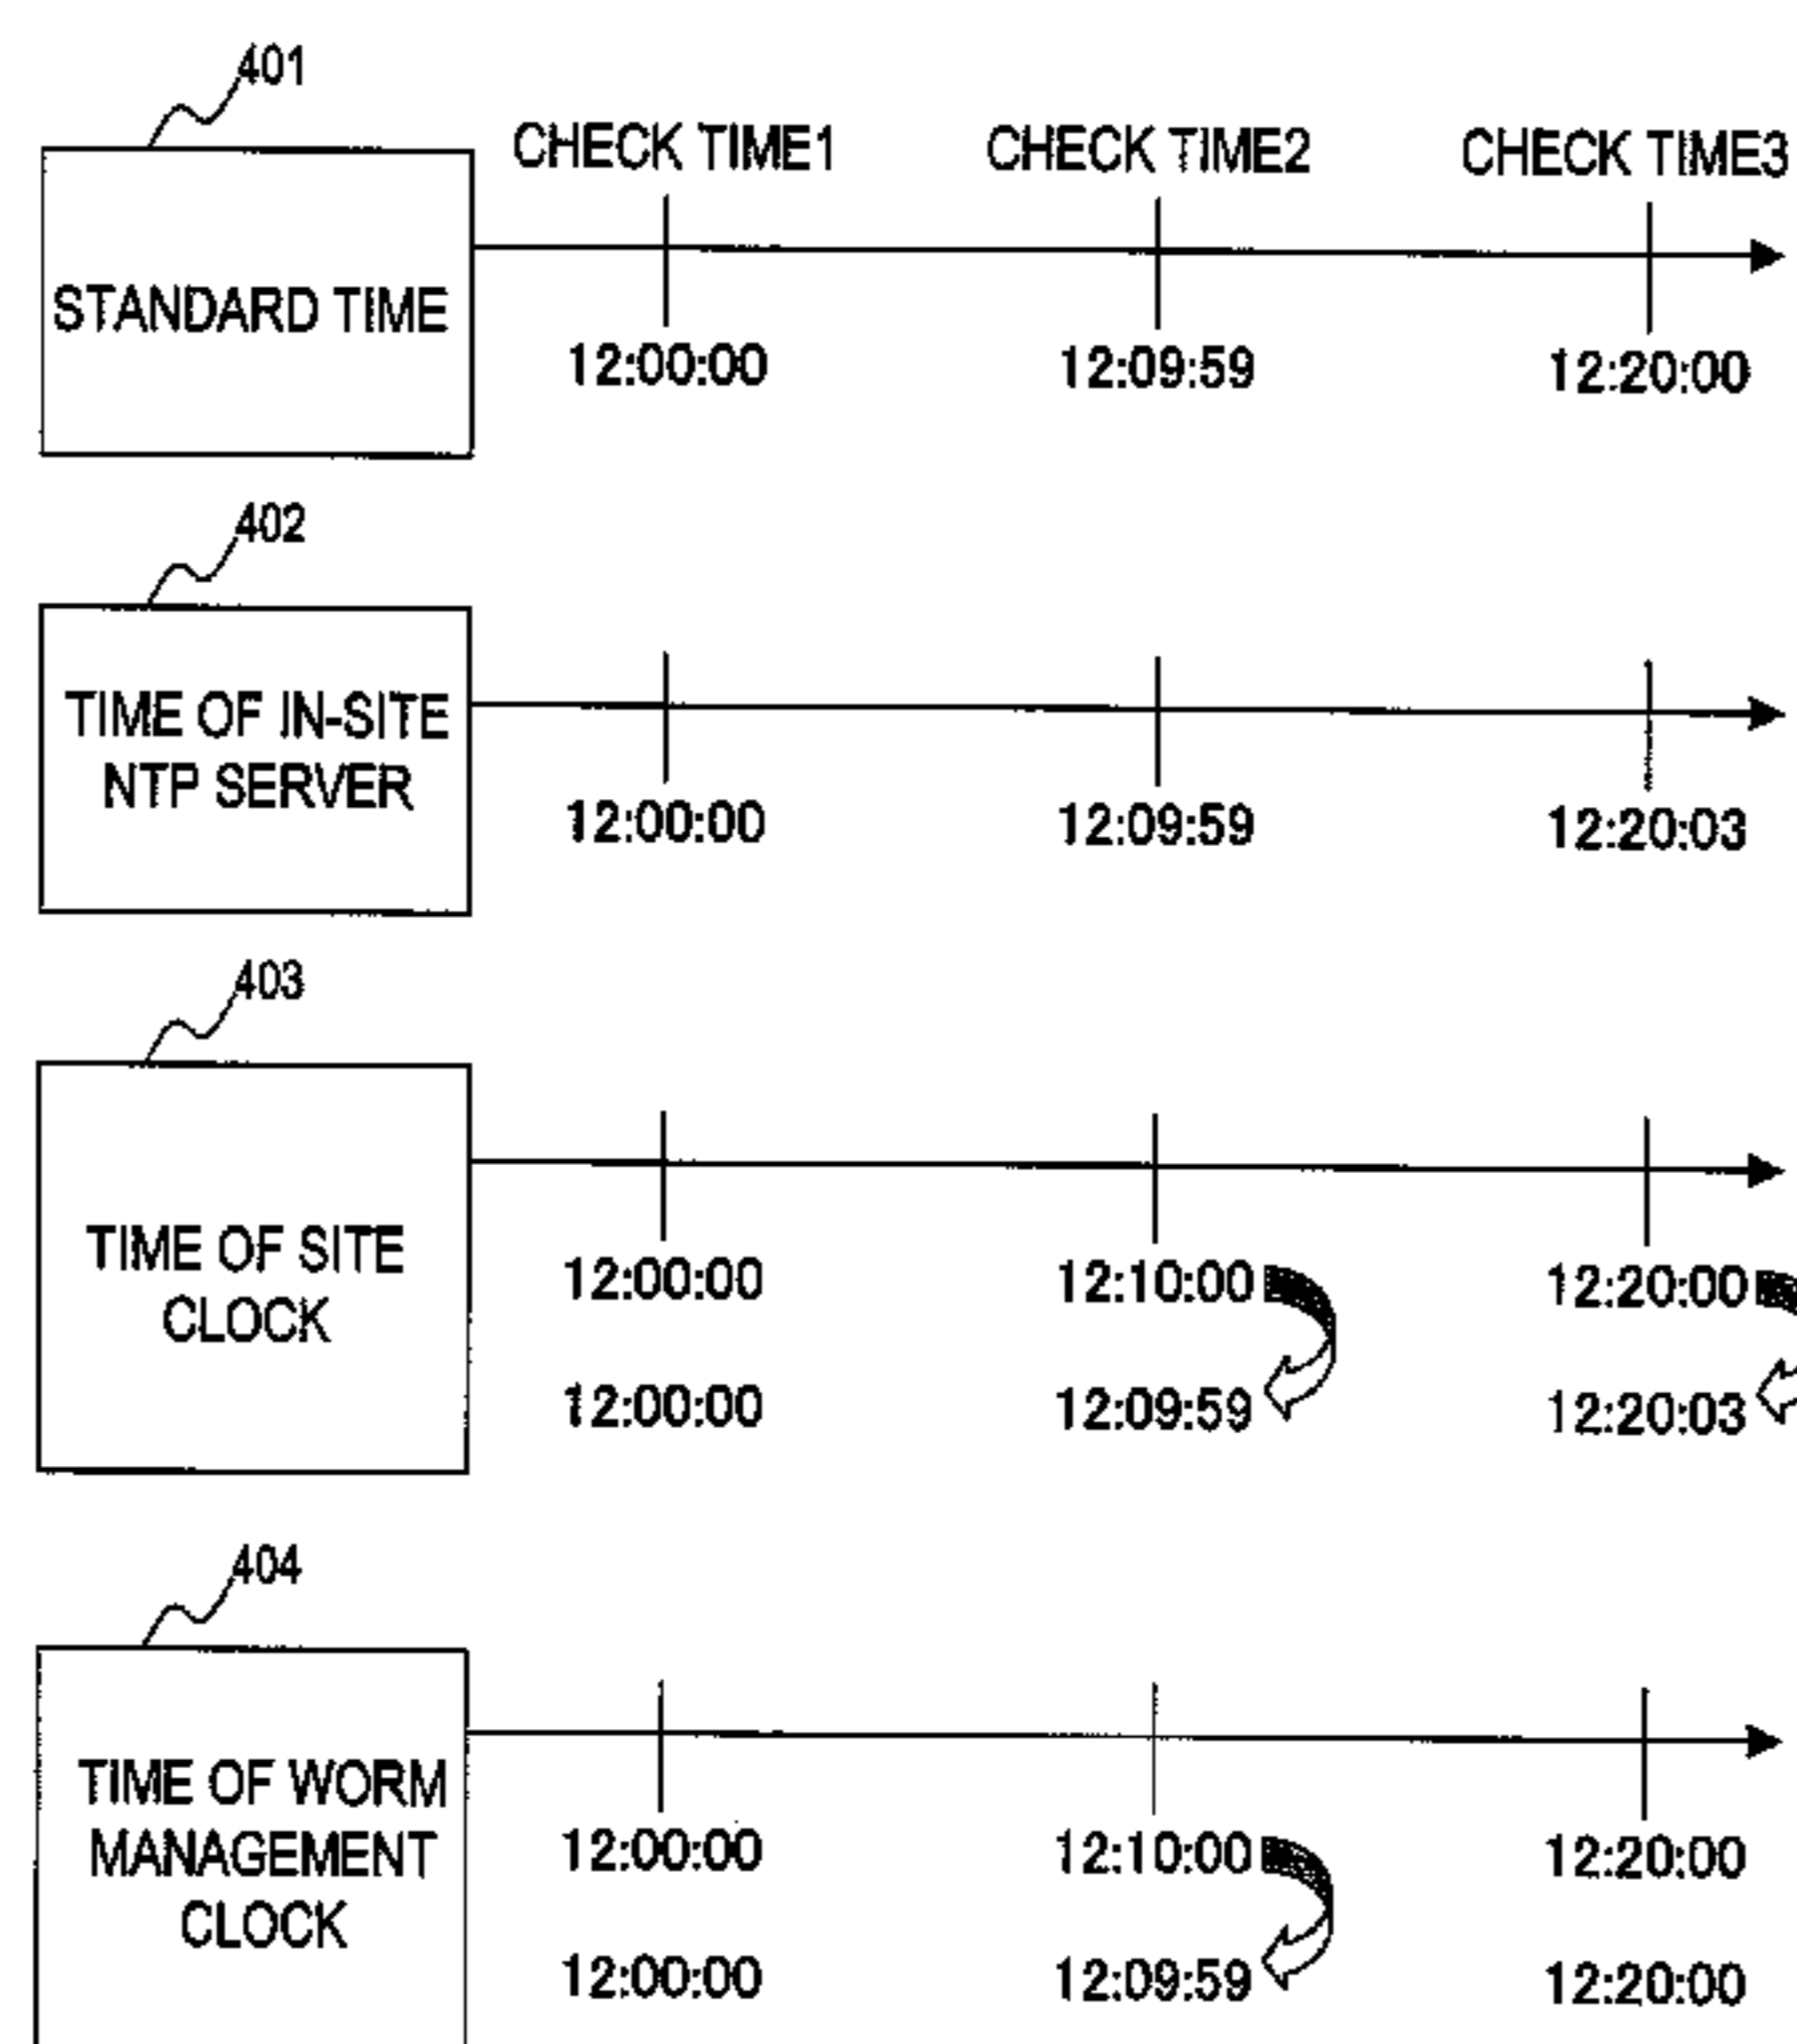 401
CHECK TIME1 CHECK TIME2 CHECK TIME3
STANDARD TIME
12:00:00 12:09:59 12:20:00
402
TIME OF IN-SITE
NTP SERVER
12:00:00 12:09:59 12:20:03
403
TIME OF SITE
CLOCK
12:00:00 12:10:00 12:20:00
12:00:00 12:09:59 12:20:03
404
TIME OF WORM
MANAGEMENT
CLOCK
12:00:00 12:10:00 12:20:00
12:00:00 12:09:59 12:20:00